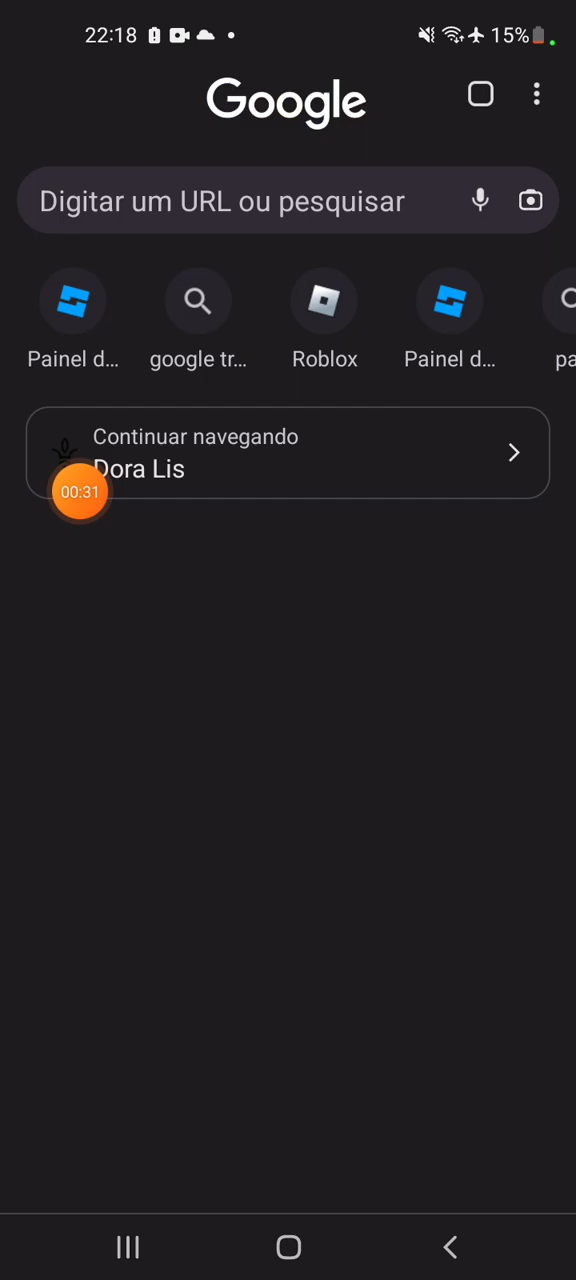 22:18
15%
Google
Digitar um URL ou pesquisar
Painel d...
google tr...
Roblox
Painel d...
pa
Continuar navegando
Dora Lis
00:31